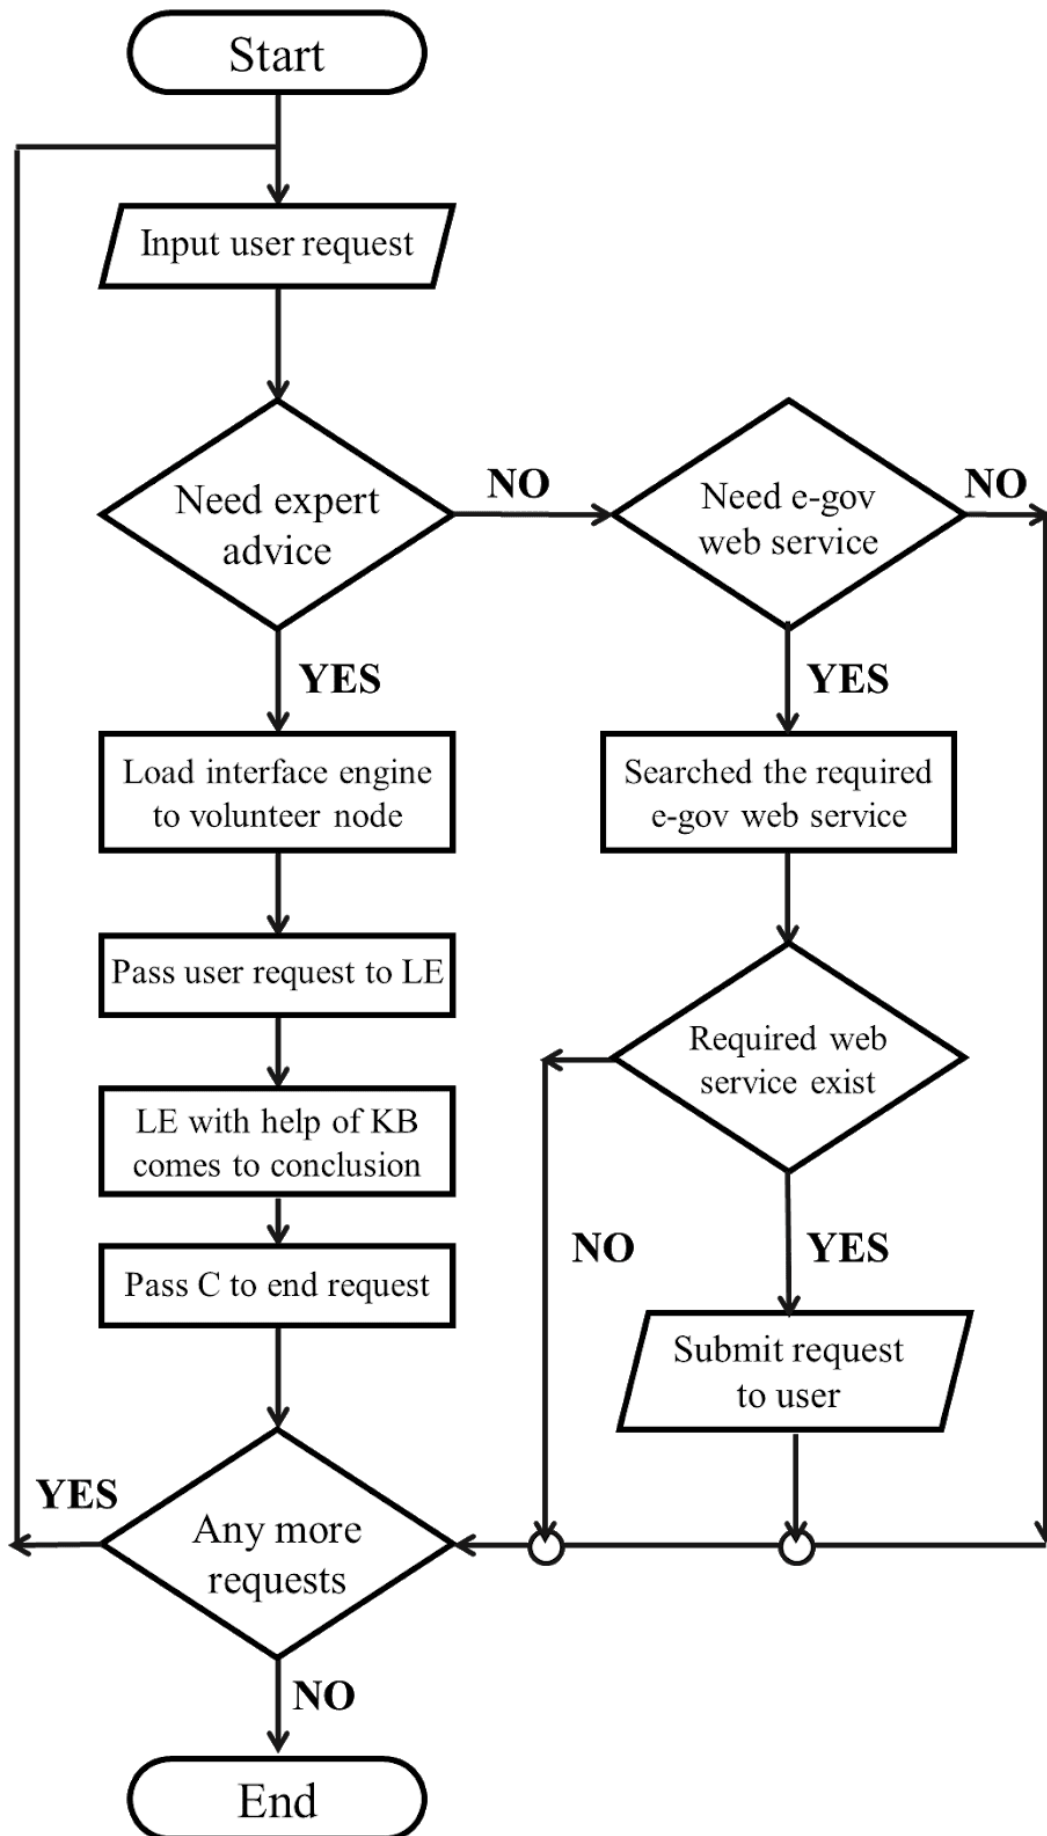 Start
Input user request
Need expert
advice
NO
Need e-gov
web service
NO
YES
YES
Load interface engine
to volunteer node
Searched the required
e-gov web service
Pass user request to LE
Required web
service exist
LE with help of KB
comes to conclusion
NO
YES
Pass C to end request
Submit request
to user
YES
Any more
requests
NO
End